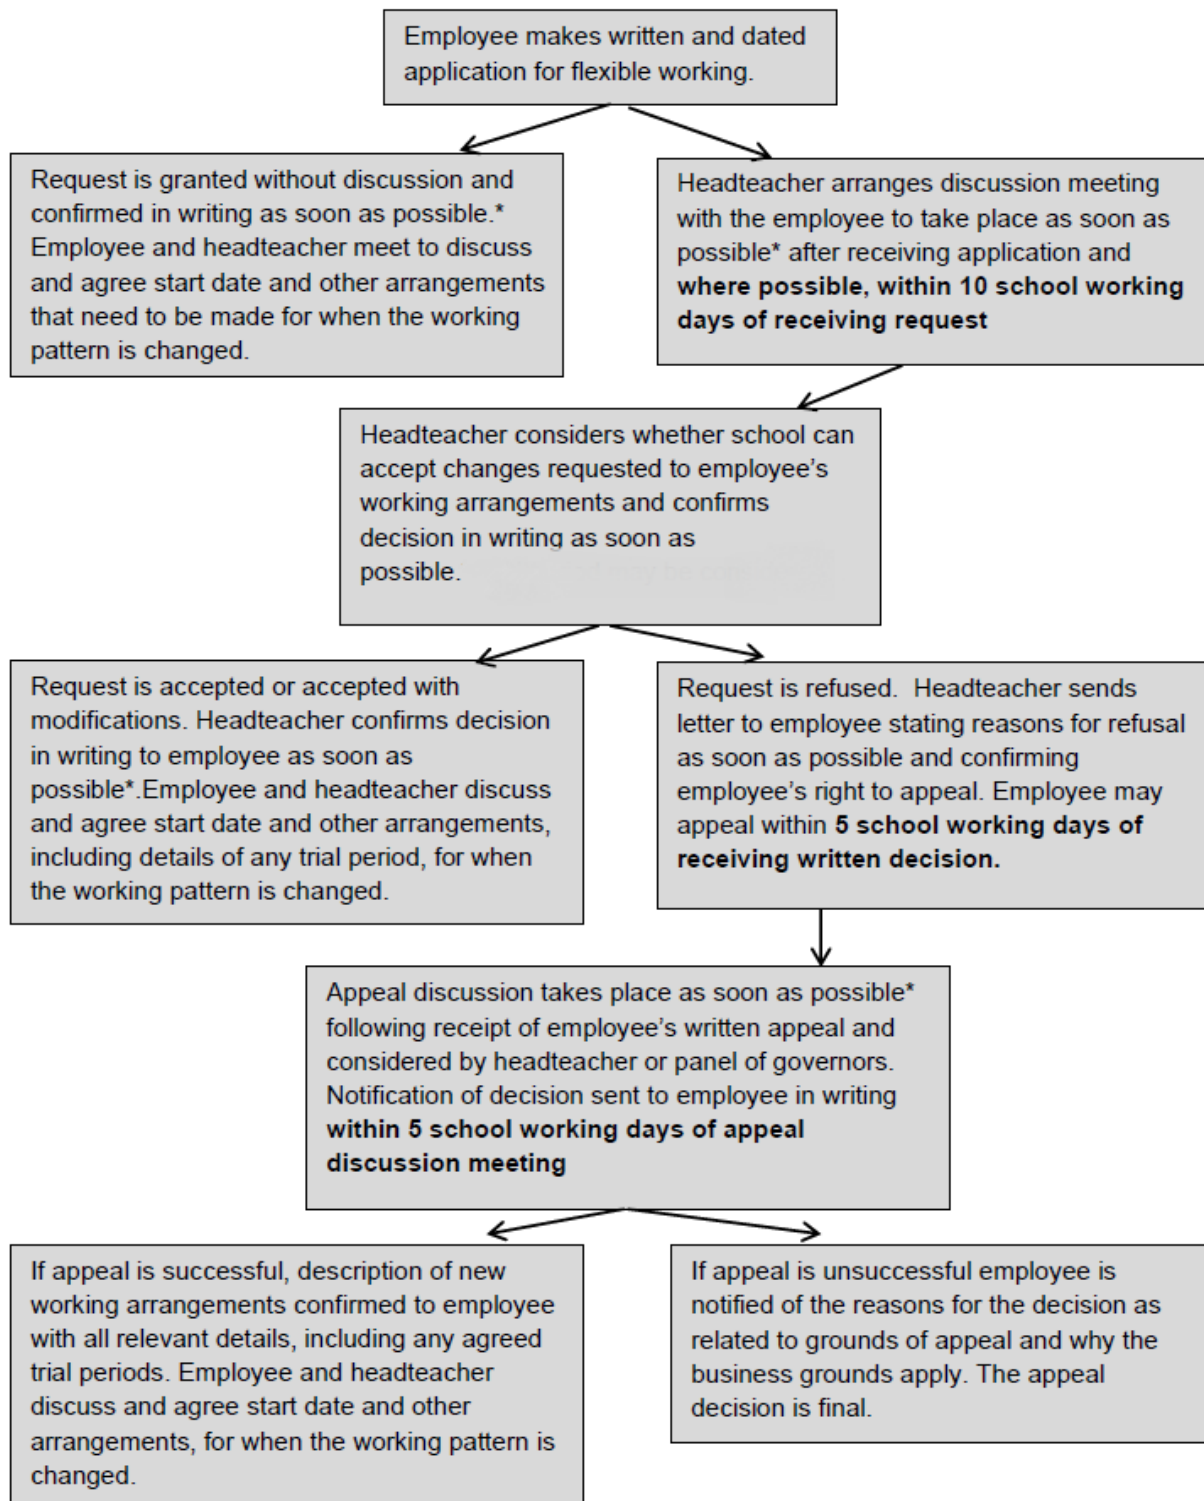 Employee makes written and dated
application for flexible working.
Request is granted without discussion and
confirmed in writing as soon as possible.*
Employee and headteacher meet to discuss
and agree start date and other arrangements
that need to be made for when the working
pattern is changed.
Headteacher arranges discussion meeting
with the employee to take place as soon as
possible* after receiving application and
where possible, within 10 school working
days of receiving request
Headteacher considers whether school can
accept changes requested to employee’s
working arrangements and confirms
decision in writing as soon as
possible.
Request is accepted or accepted with
modifications. Headteacher confirms decision
in writing to employee as soon as
possible*.Employee and headteacher discuss
and agree start date and other arrangements,
including details of any trial period, for when
the working pattern is changed.
Request is refused.  Headteacher sends
letter to employee stating reasons for refusal
as soon as possible and confirming
employee’s right to appeal. Employee may
appeal within 5 school working days of
receiving written decision.
Appeal discussion takes place as soon as possible*
following receipt of employee’s written appeal and
considered by headteacher or panel of governors.
Notification of decision sent to employee in writing
within 5 school working days of appeal
discussion meeting
If appeal is successful, description of new
working arrangements confirmed to employee
with all relevant details, including any agreed
trial periods. Employee and headteacher
discuss and agree start date and other
arrangements, for when the working pattern is
changed.
If appeal is unsuccessful employee is
notified of the reasons for the decision as
related to grounds of appeal and why the
business grounds apply. The appeal
decision is final.